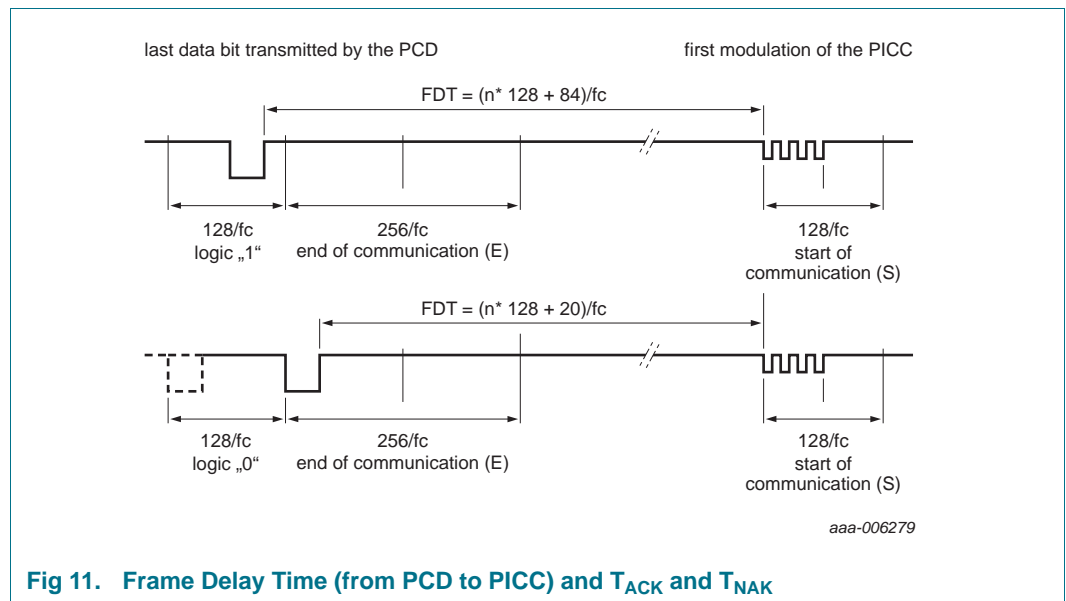 last data bit transmitted by the PCD
first modulation of the PICC
FDT = (n* 128 + 84)/fc
128/fc
logic „1“
256/fc
end of communication (E)
128/fc
start of
communication (S)
FDT = (n* 128 + 20)/fc
128/fc
logic „0“
256/fc
end of communication (E)
128/fc
start of
communication (S)
aaa-006279
Fig 11. Frame Delay Time (from PCD to PICC) and TACK and TNAK